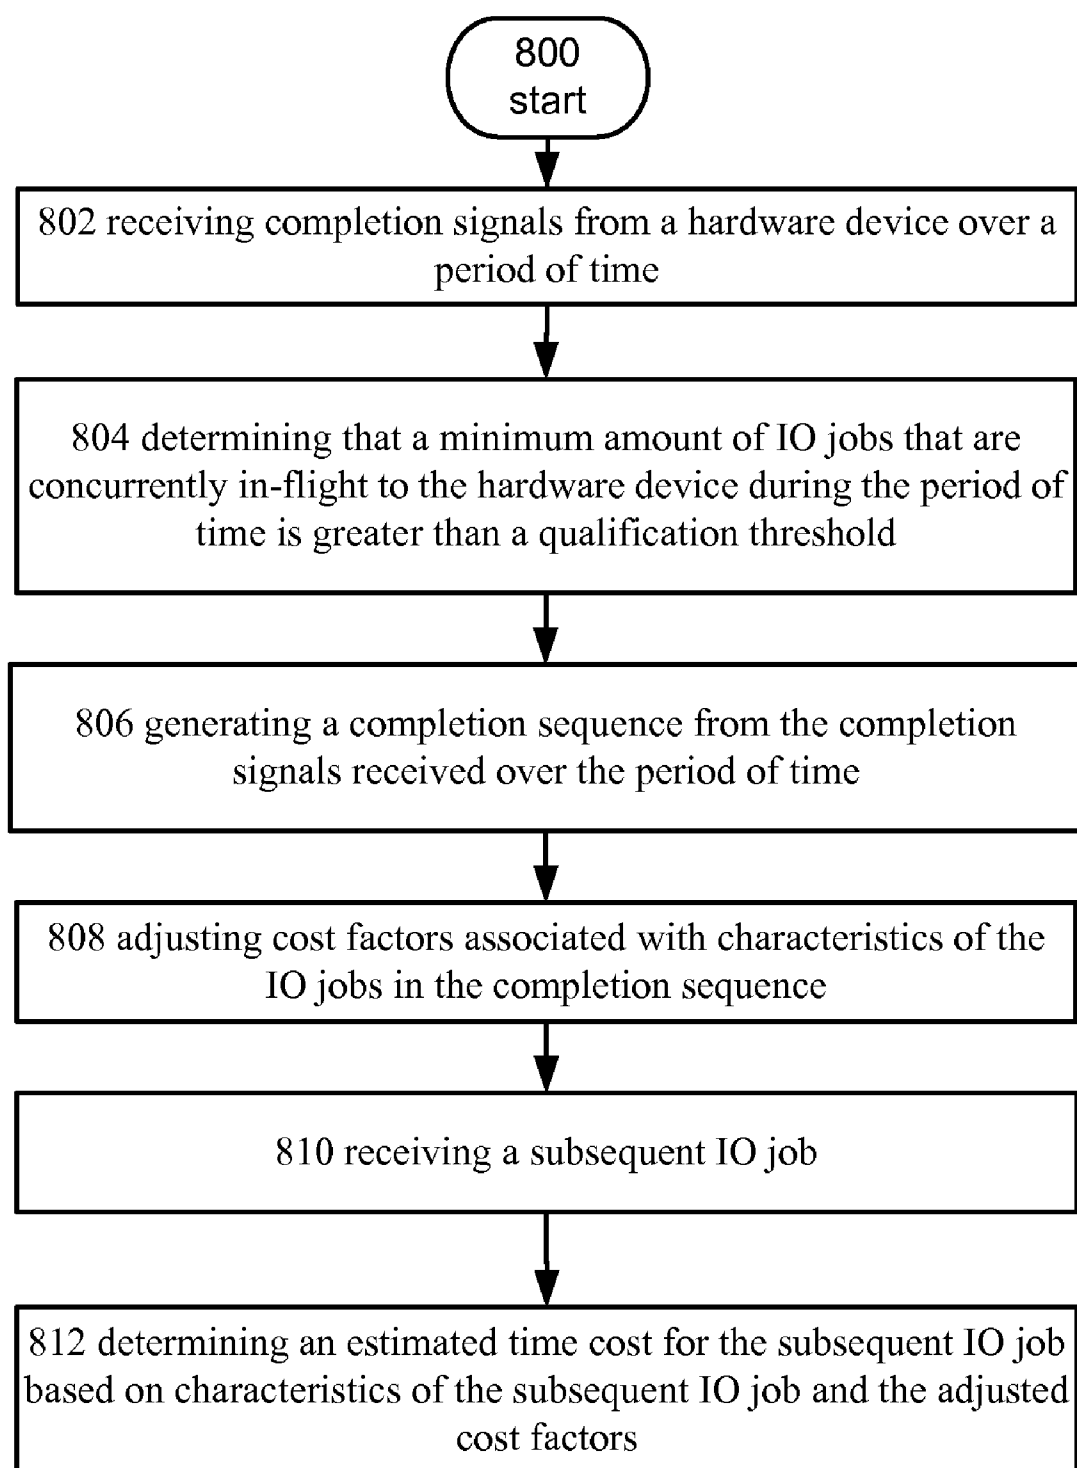 800
start
802 receiving completion signals from a hardware device over a
period of time
804 determining that a minimum amount of IO jobs that are
concurrently in-flight to the hardware device during the period of
time is greater than a qualification threshold
806 generating a completion sequence from the completion
signals received over the period of time
808 adjusting cost factors associated with characteristics of the
IO jobs in the completion sequence
810 receiving a subsequent IO job
812 determining an estimated time cost for the subsequent IO job
based on characteristics of the subsequent IO job and the adjusted
cost factors